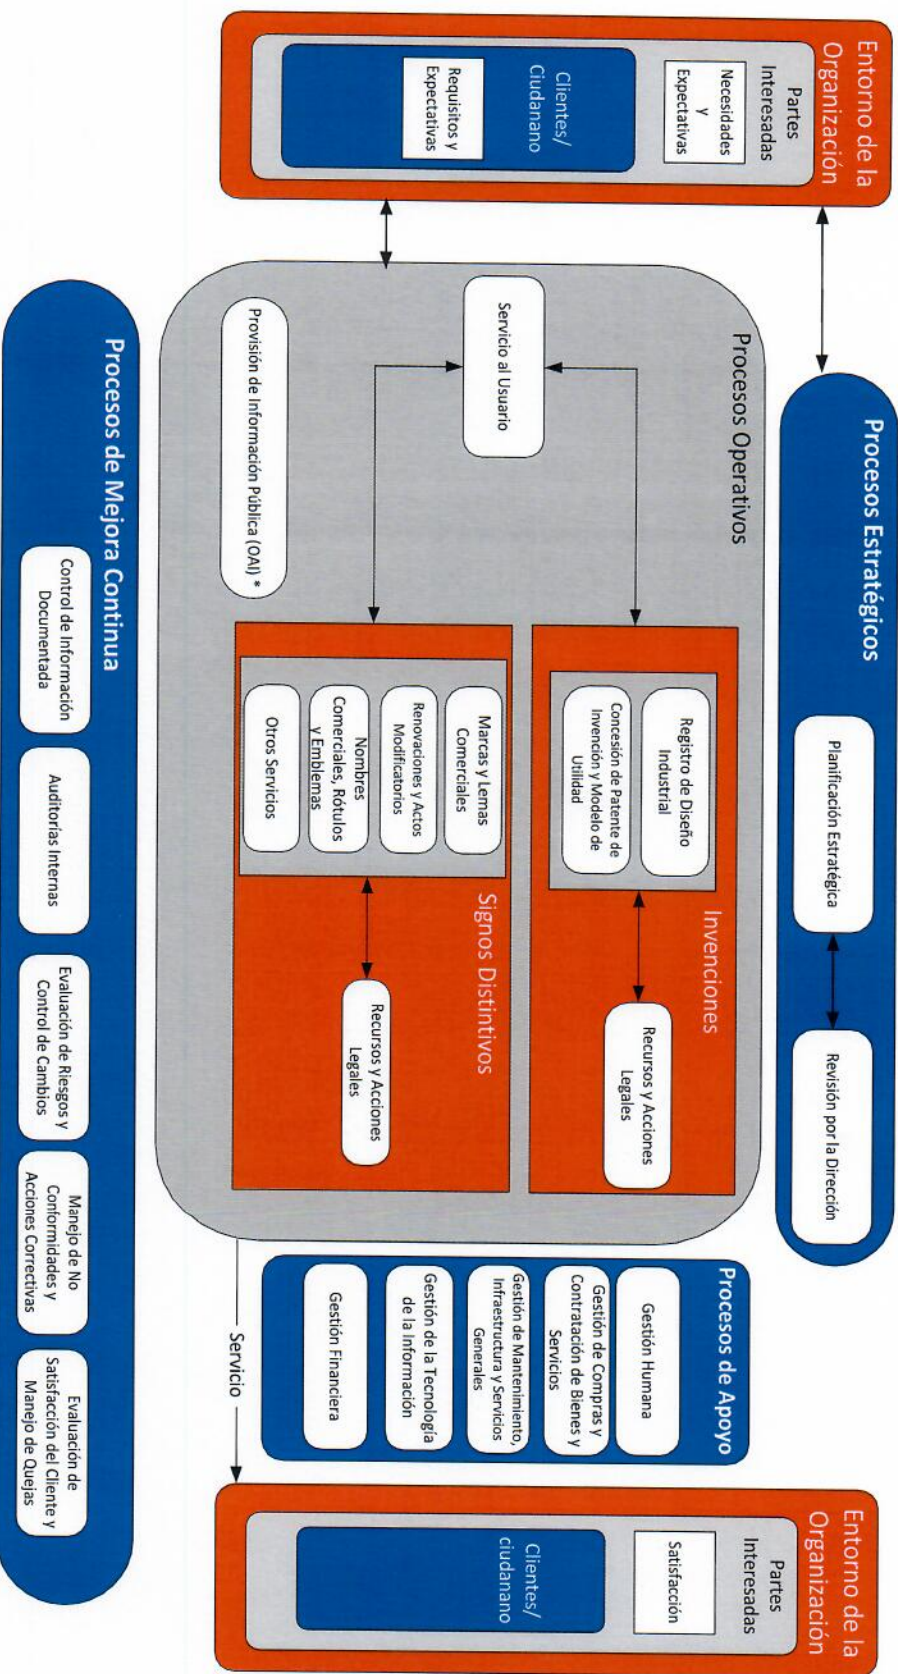 Entorno de la
Organización
Partes
Interesadas
Necesidades
y
Expectativas
Clientes/
Ciudanano
Requisitos y
Expectativas
Procesos Estratégicos
Planificación Estratégica
Revisión por la Dirección
Procesos Operativos
Servicio al Usuario
Provisión de Información Pública (OAI) *
Invenciones
Registro de Diseño
Industrial
Concesión de Patente de
Invención y Modelo de
Utilidad
Recursos y Acciones
Legales
Signos Distintivos
Marcas y Lemas
Comerciales
Renovaciones y Actos
Modificatorios
Nombres
Comerciales, Rótulos
y Emblemas
Otros Servicios
Recursos y Acciones
Legales
Procesos de Apoyo
Gestión Humana
Gestión de Compras y
Contratación de Bienes y
Servicios
Gestión de Mantenimiento,
Infraestructura y Servicios
Generales
Gestión de la Tecnología
de la Información
Gestión Financiera
Servicio
Entorno de la
Organización
Partes
Interesadas
Satisfacción
Clientes/
ciudanano
Procesos de Mejora Continua
Control de Información
Documentada
Auditorías Internas
Evaluación de Riesgos y
Control de Cambios
Manejo de No
Conformidades y
Acciones Correctivas
Evaluación de
Satisfacción del Cliente y
Manejo de Quejas